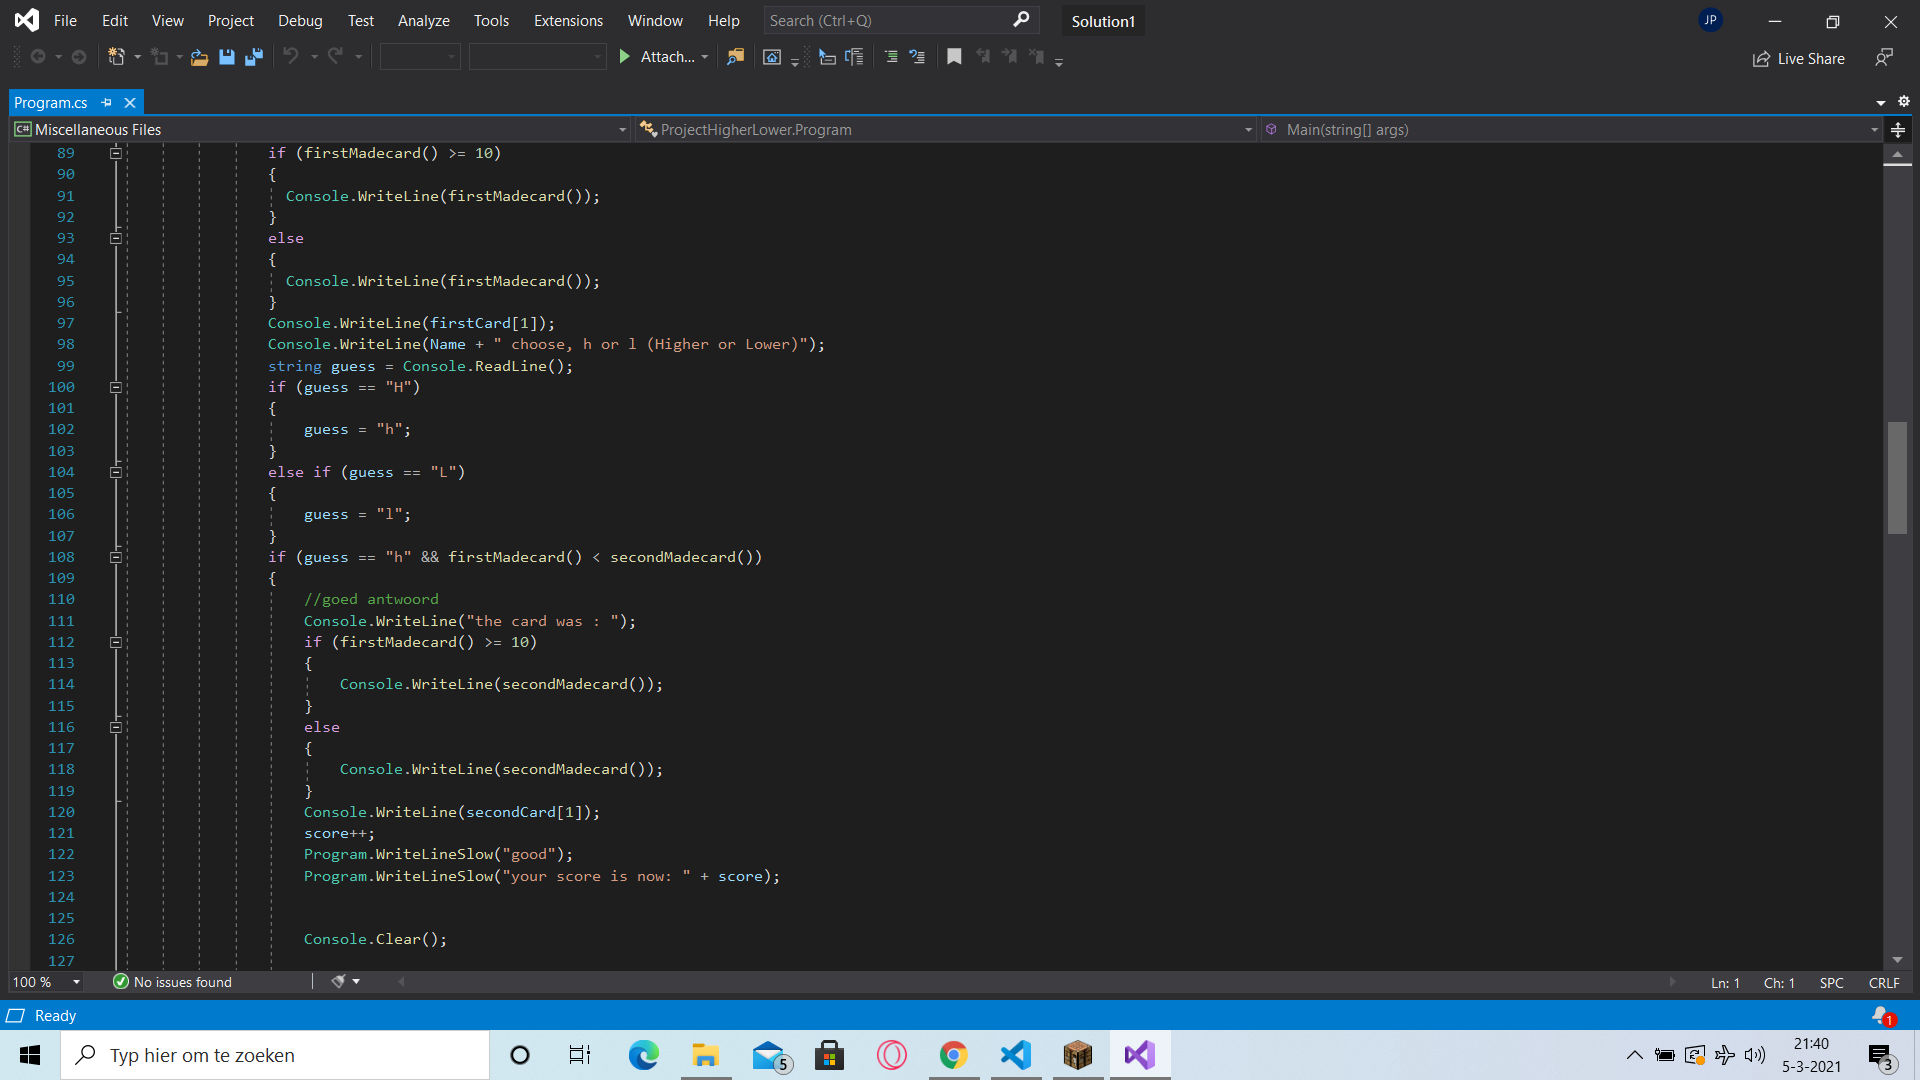 File Edit View Project Debug Test Analyze Tools Extensions Window Help Search (Ctrl+Q) Solution1 JP
Attach... Live Share
Program.cs
C# Miscellaneous Files ProjectHigherLower.Program Main(string[] args)
89 if (firstMadecard() >= 10)
90 {
91 Console.WriteLine(firstMadecard());
92 }
93 else
94 {
95 Console.WriteLine(firstMadecard());
96 }
97 Console.WriteLine(firstCard[1]);
98 Console.WriteLine(Name + " choose, h or l (Higher or Lower)");
99 string guess = Console.ReadLine();
100 if (guess == "H")
101 {
102 guess = "h";
103 }
104 else if (guess == "L")
105 {
106 guess = "l";
107 }
108 if (guess == "h" && firstMadecard() < secondMadecard())
109 {
110 //goed antwoord
111 Console.WriteLine("the card was : ");
112 if (firstMadecard() >= 10)
113 {
114 Console.WriteLine(secondMadecard());
115 }
116 else
117 {
118 Console.WriteLine(secondMadecard());
119 }
120 Console.WriteLine(secondCard[1]);
121 score++;
122 Program.WriteLineSlow("good");
123 Program.WriteLineSlow("your score is now: " + score);
124
125
126 Console.Clear();
127
100 % No issues found Ln: 1 Ch: 1 SPC CRLF
Ready 1
Typ hier om te zoeken 5 21:40
5-3-2021 3